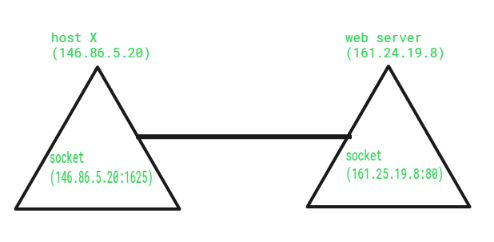 host X
(146.86.5.20)
web server
(161.24.19.8)
socket
(146.86.5.20:1625)
socket
(161.25.19.8:80)